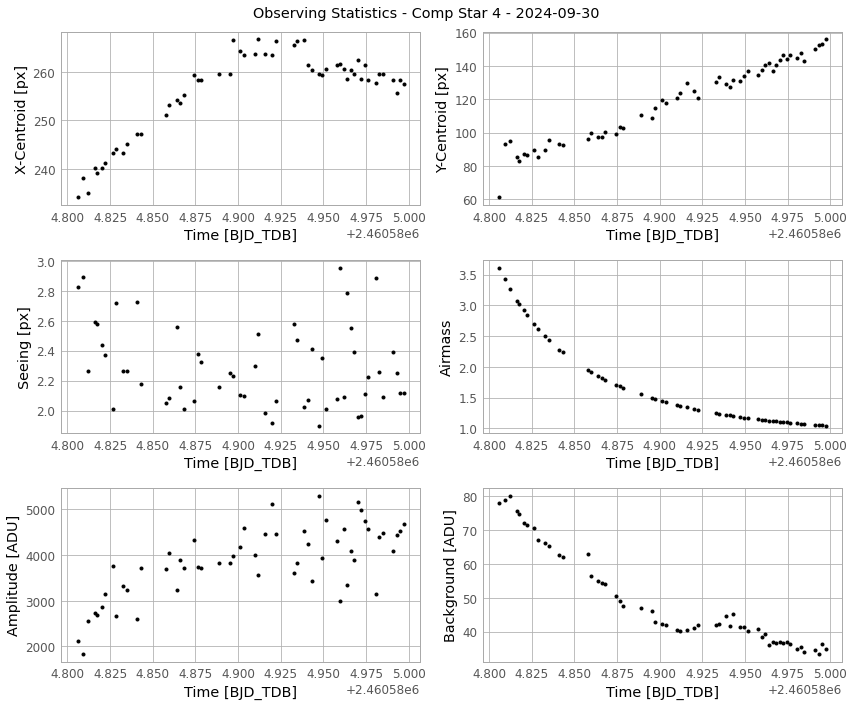 Observing Statistics - Comp Star 4 - 2024-09-30
X-Centroid [px]
260
250
240
4.800 4.825 4.850 4.875 4.900 4.925 4.950 4.975 5.000
Time [BJD_TDB]
+2.46058e6
Y-Centroid [px]
160
140
120
100
80
60
4.800 4.825 4.850 4.875 4.900 4.925 4.950 4.975 5.000
Time [BJD_TDB]
+2.46058e6
Seeing [px]
3.0
2.8
2.6
2.4
2.2
2.0
4.800 4.825 4.850 4.875 4.900 4.925 4.950 4.975 5.000
Time [BJD_TDB]
+2.46058e6
Airmass
3.5
3.0
2.5
2.0
1.5
1.0
4.800 4.825 4.850 4.875 4.900 4.925 4.950 4.975 5.000
Time [BJD_TDB]
+2.46058e6
Amplitude [ADU]
5000
4000
3000
2000
4.800 4.825 4.850 4.875 4.900 4.925 4.950 4.975 5.000
Time [BJD_TDB]
+2.46058e6
Background [ADU]
80
70
60
50
40
4.800 4.825 4.850 4.875 4.900 4.925 4.950 4.975 5.000
Time [BJD_TDB]
+2.46058e6